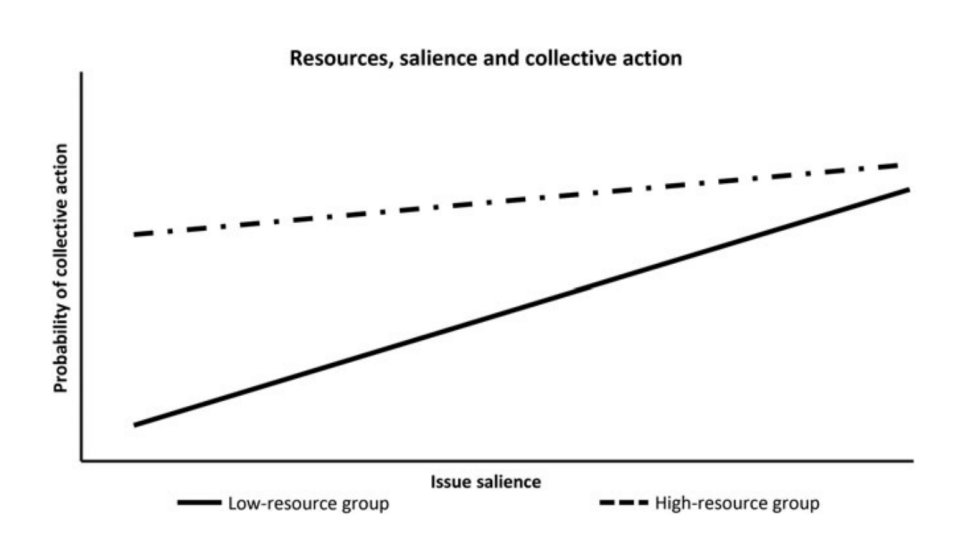 Resources, salience and collective action
Probability of collective action
Issue salience
Low-resource group
High-resource group